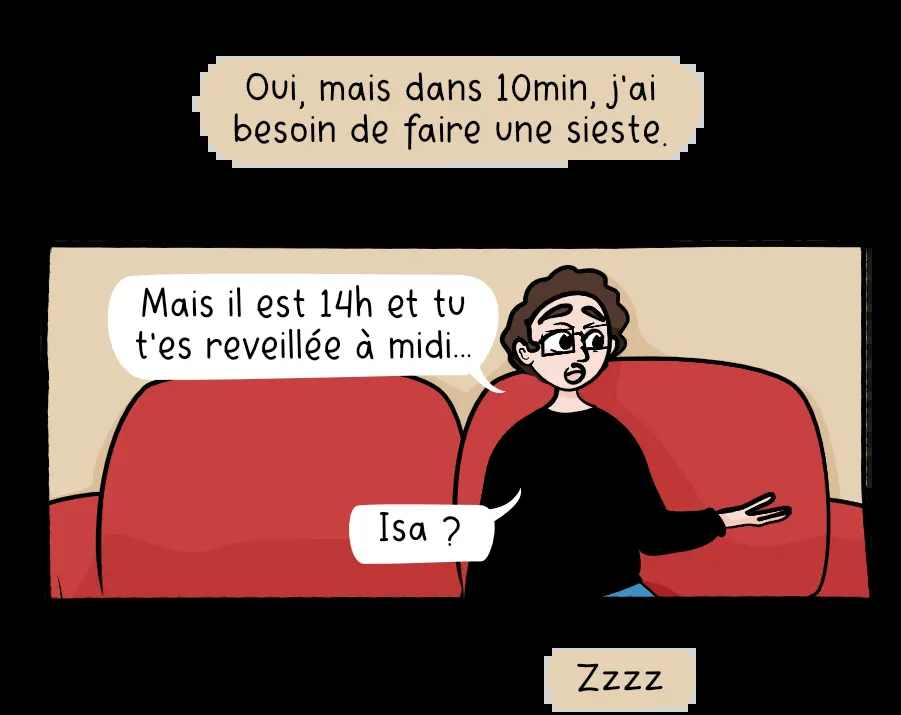 Oui, mais dans 10min, j'ai
besoin de faire une sieste.
Mais il est 14h et tu
t'es reveillée à midi...
Isa ?
Zzzz